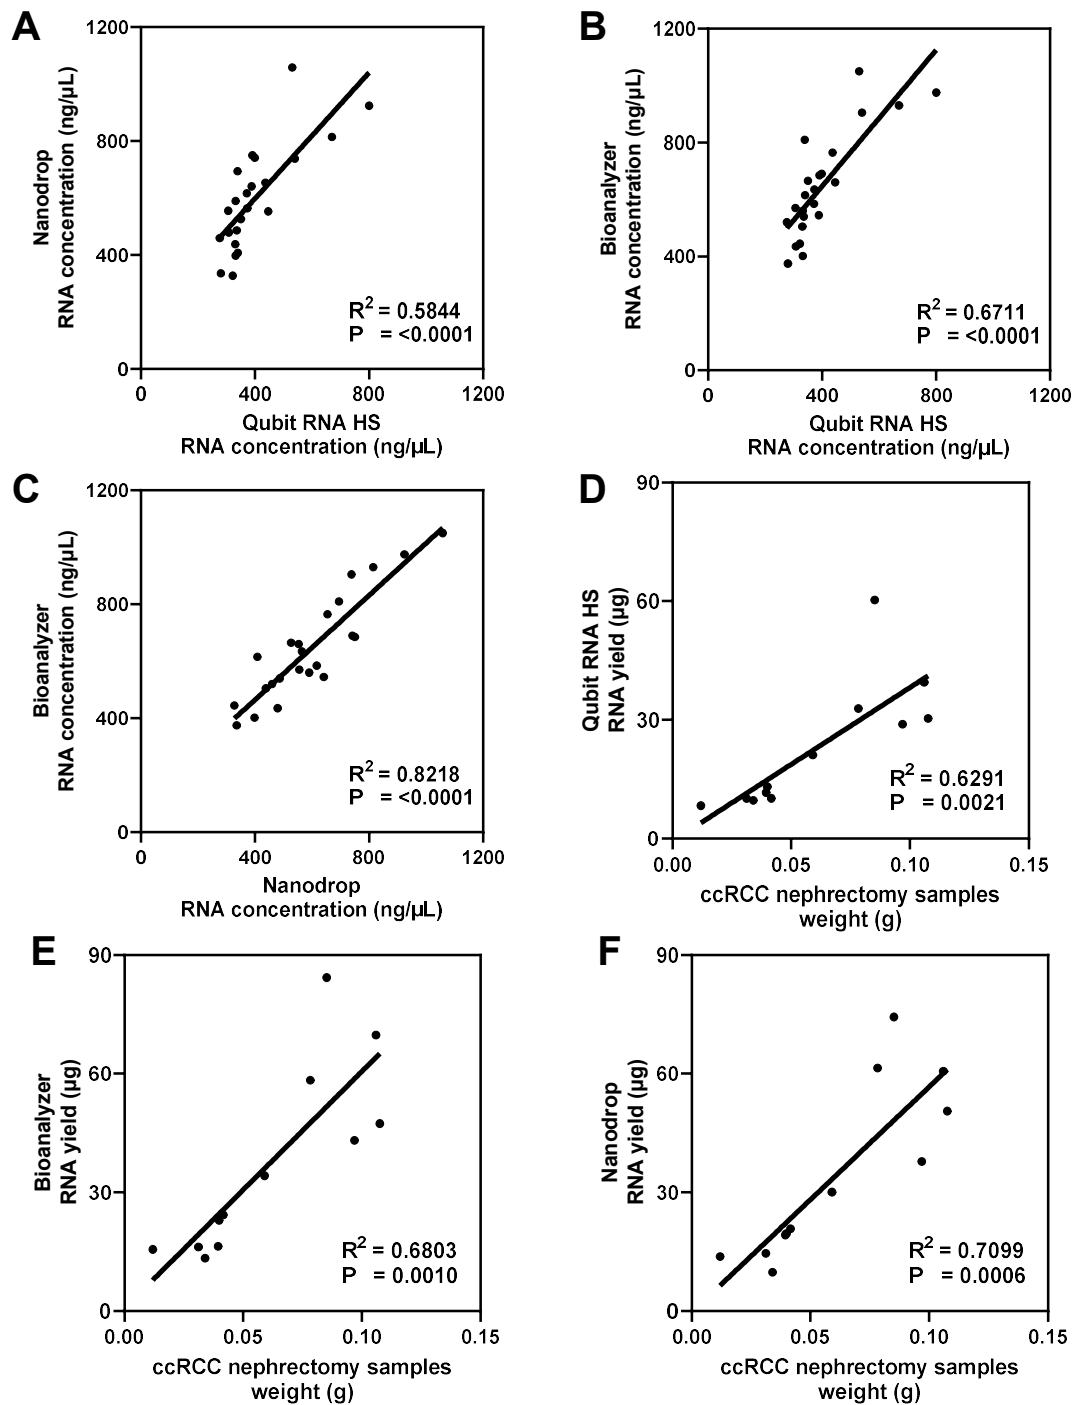 A
Nanodrop
RNA concentration (ng/µL)
1200
800
400
0
0 400 800 1200
R2 = 0.5844
P = <0.0001
Qubit RNA HS
RNA concentration (ng/µL)
B
Bioanalyzer
RNA concentration (ng/µL)
1200
800
400
0
0 400 800 1200
R2 = 0.6711
P = <0.0001
Qubit RNA HS
RNA concentration (ng/µL)
C
Bioanalyzer
RNA concentration (ng/µL)
1200
800
400
0
0 400 800 1200
R2 = 0.8218
P = <0.0001
Nanodrop
RNA concentration (ng/µL)
D
Qubit RNA HS
RNA yield (µg)
90
60
30
0
0.00 0.05 0.10 0.15
R2 = 0.6291
P = 0.0021
ccRCC nephrectomy samples
weight (g)
E
Bioanalyzer
RNA yield (µg)
90
60
30
0
0.00 0.05 0.10 0.15
R2 = 0.6803
P = 0.0010
ccRCC nephrectomy samples
weight (g)
F
Nanodrop
RNA yield (µg)
90
60
30
0
0.00 0.05 0.10 0.15
R2 = 0.7099
P = 0.0006
ccRCC nephrectomy samples
weight (g)